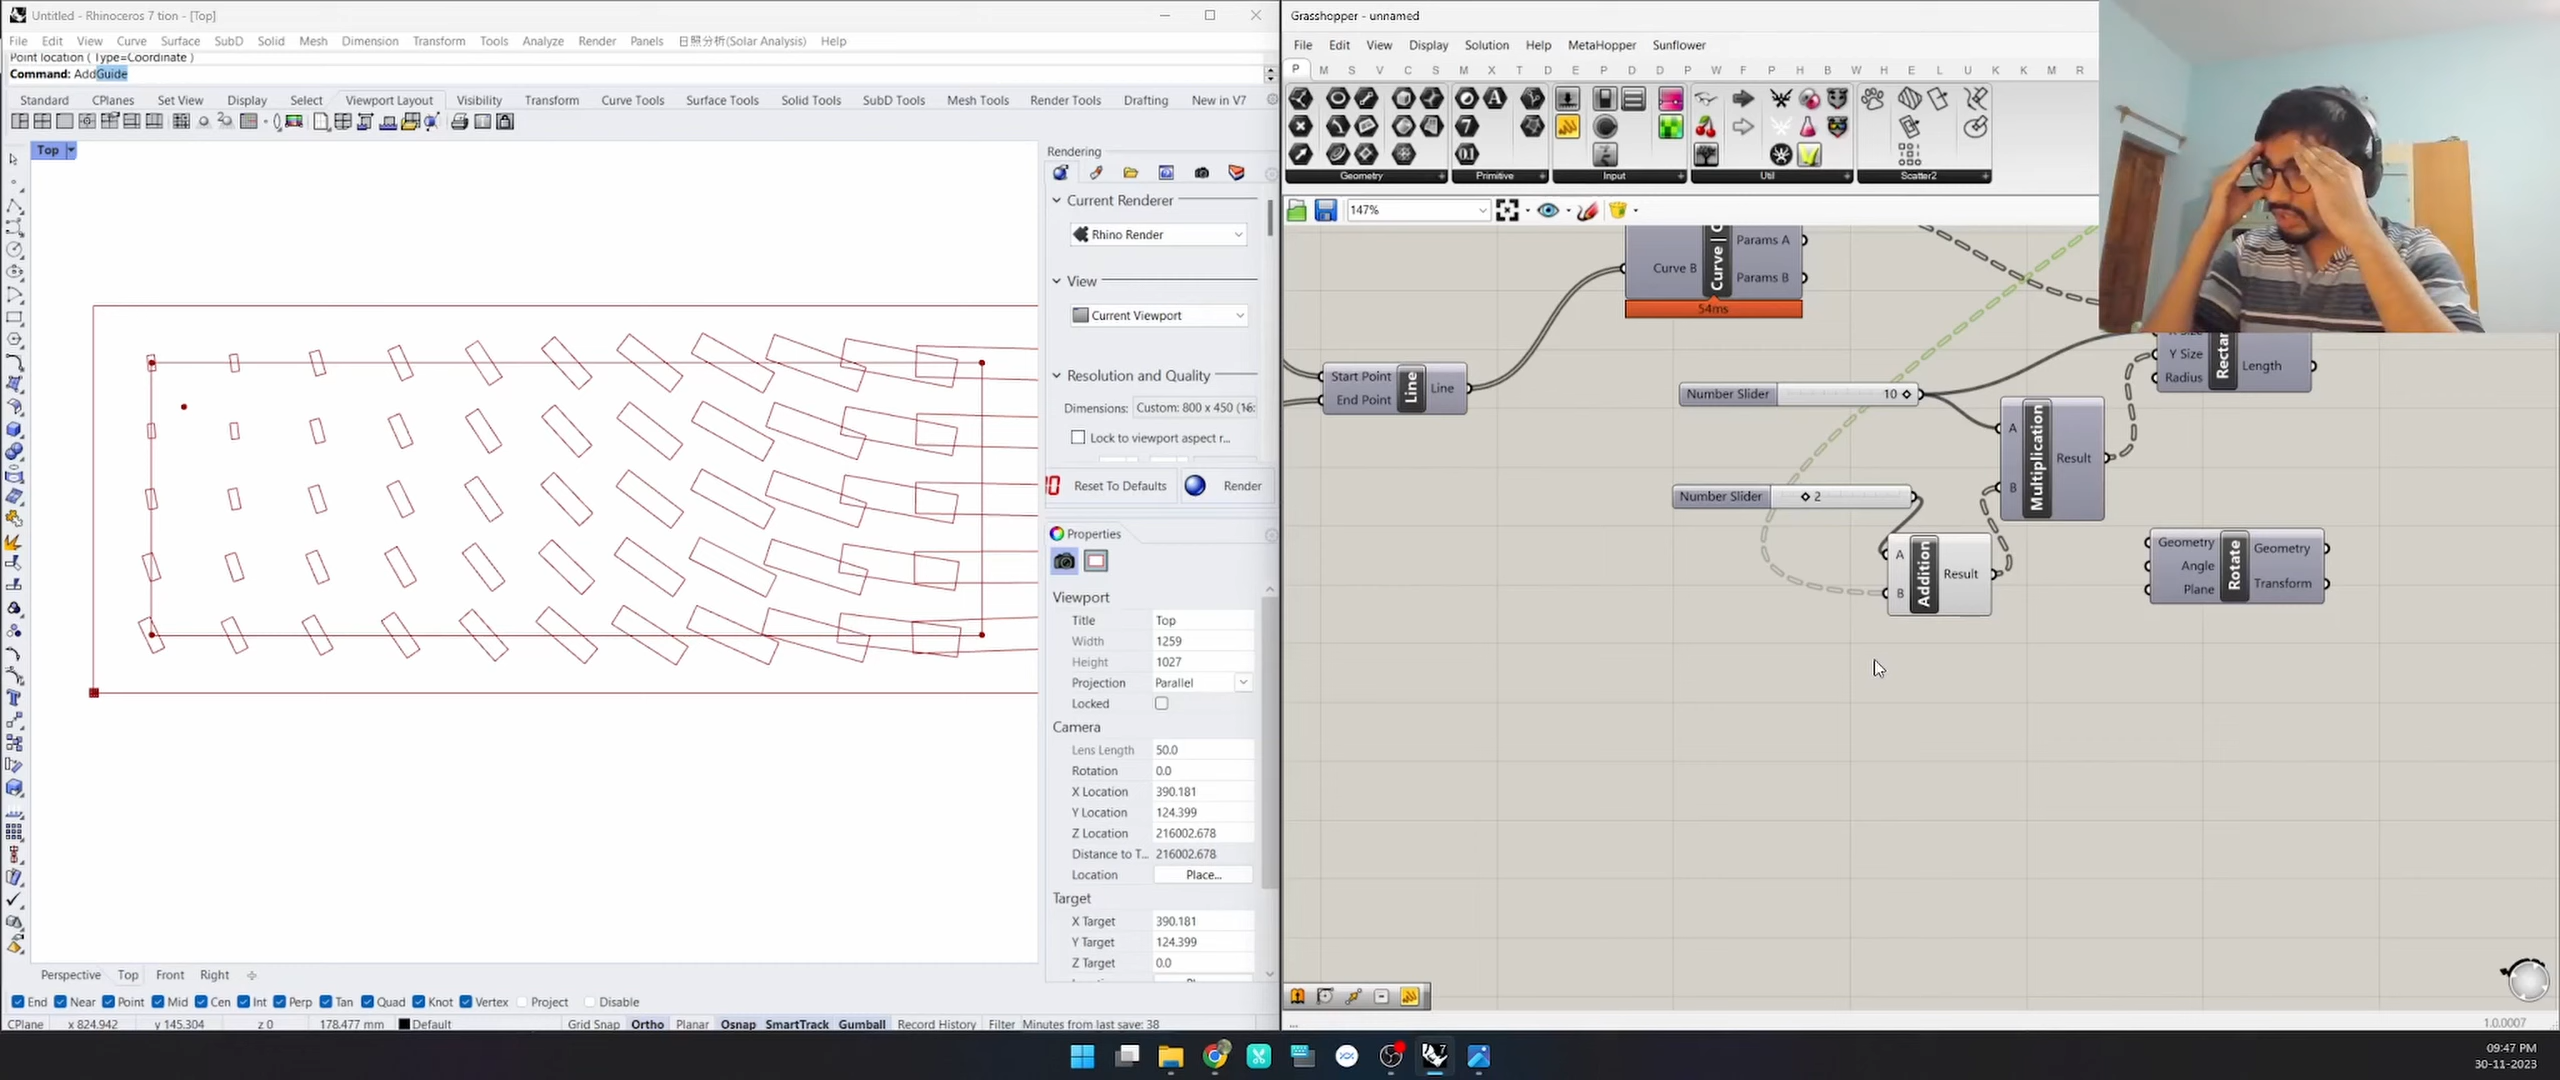 Untitled - Rhinoceros 7 tion - [Top]
File Edit View Curve Surface SubD Solid Mesh Dimension Transform Tools Analyze Render Panels 日照分析(Solar Analysis) Help
Point location ( Type=Coordinate )
Command: AddGuide
Standard CPlanes Set View Display Select Viewport Layout Visibility Transform Curve Tools Surface Tools Solid Tools SubD Tools Mesh Tools Render Tools Drafting New in V7
Top
Rendering
Current Renderer
Rhino Render
View
Current Viewport
Resolution and Quality
Dimensions: Custom: 800 x 450 (16:
Lock to viewport aspect r...
Reset To Defaults Render
Properties
Viewport
Title Top
Width 1259
Height 1027
Projection Parallel
Locked
Camera
Lens Length 50.0
Rotation 0.0
X Location 390.181
Y Location 124.399
Z Location 216002.678
Distance to T... 216002.678
Location Place...
Target
X Target 390.181
Y Target 124.399
Z Target 0.0
Perspective Top Front Right
End Near Point Mid Cen Int Perp Tan Quad Knot Vertex Project Disable
CPlane x 824.942 y 145.304 z 0 178.477 mm Default Grid Snap Ortho Planar Osnap SmartTrack Gumball Record History Filter Minutes from last save: 38
Grasshopper - unnamed
File Edit View Display Solution Help MetaHopper Sunflower
P M S V C S M X T D E P D D P W F P H B W H E L U K K M R
Geometry Primitive Input Util Scatter2
147%
Params A
Curve B
Params B
Curve | C
54ms
Start Point
End Point
Line
Line
Number Slider 10
Y Size
Radius
Recta
Length
A
B
Multiplication
Result
Number Slider 2
A
B
Addition
Result
Geometry
Angle
Plane
Rotate
Geometry
Transform
...
1.0.0007
09:47 PM
30-11-2023